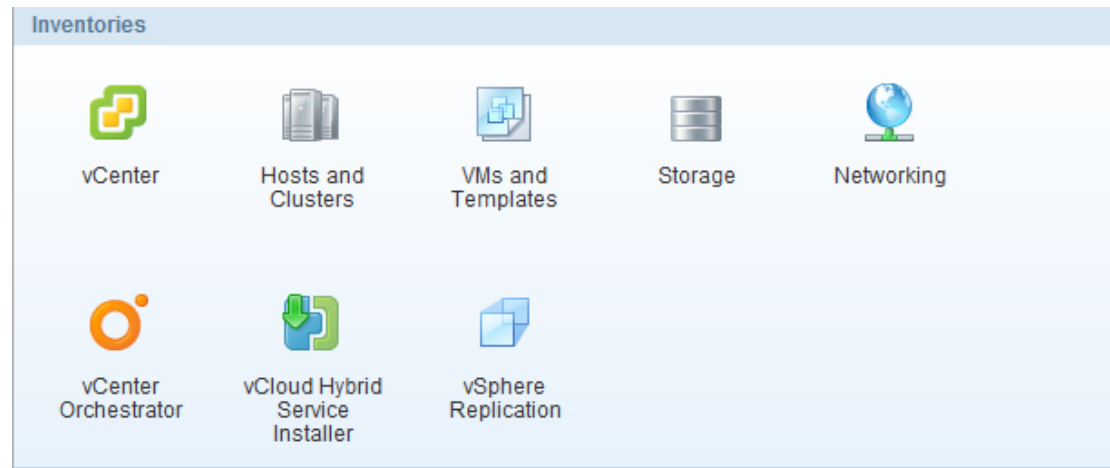 Inventories
vCenter
Hosts and
Clusters
VMs and
Templates
Storage
Networking
vCenter
Orchestrator
vCloud Hybrid
Service
Installer
vSphere
Replication